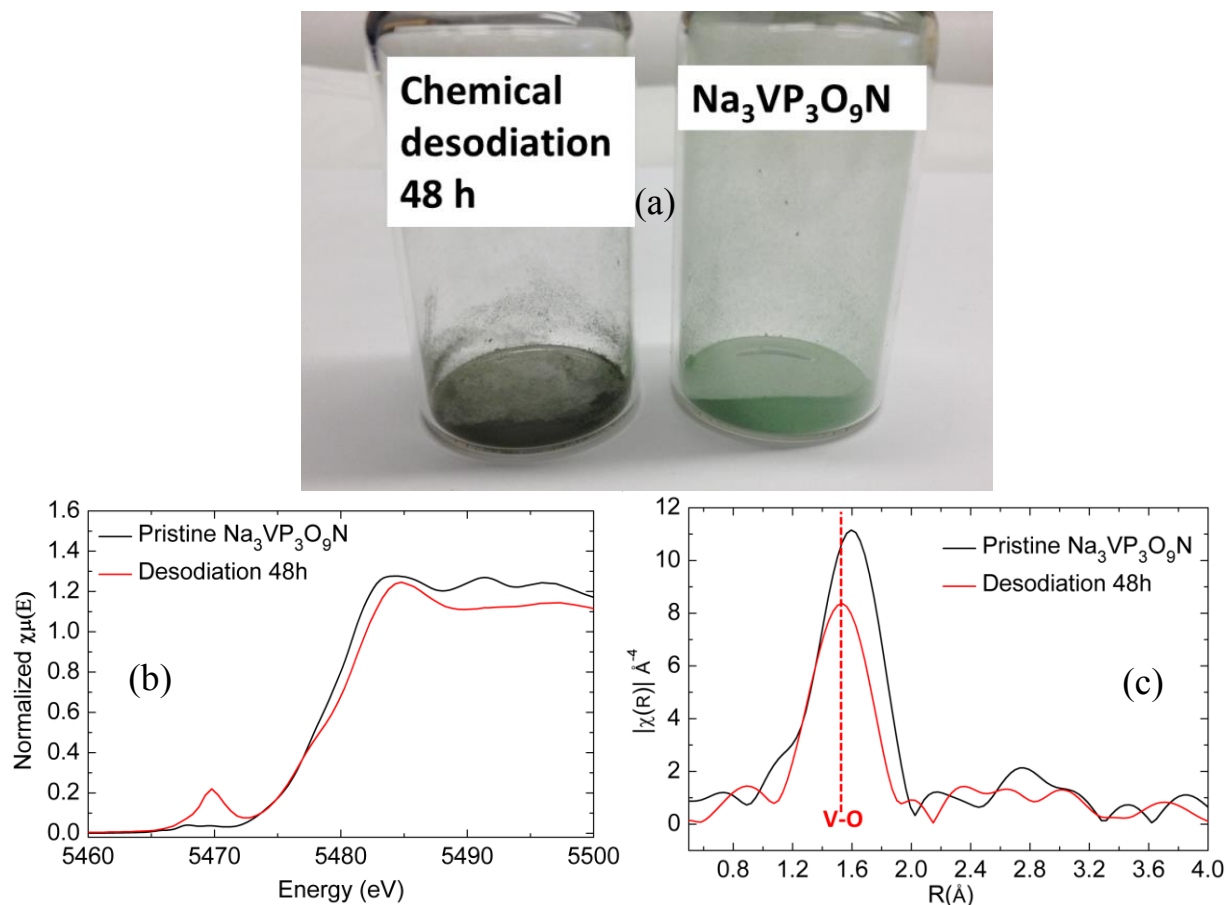 Chemical
desodiation
48 h
Na₃VP₃O₉N
(a)
1.6
1.4
1.2
1.0
0.8
0.6
0.4
0.2
0.0
Normalized χμ(E)
Pristine Na₃VP₃O₉N
Desodiation 48h
(b)
5460 5470 5480 5490 5500
Energy (eV)
12
10
8
6
4
2
0
|χ(R)| Å⁻⁴
Pristine Na₃VP₃O₉N
Desodiation 48h
(c)
V-O
0.8 1.2 1.6 2.0 2.4 2.8 3.2 3.6 4.0
R(Å)